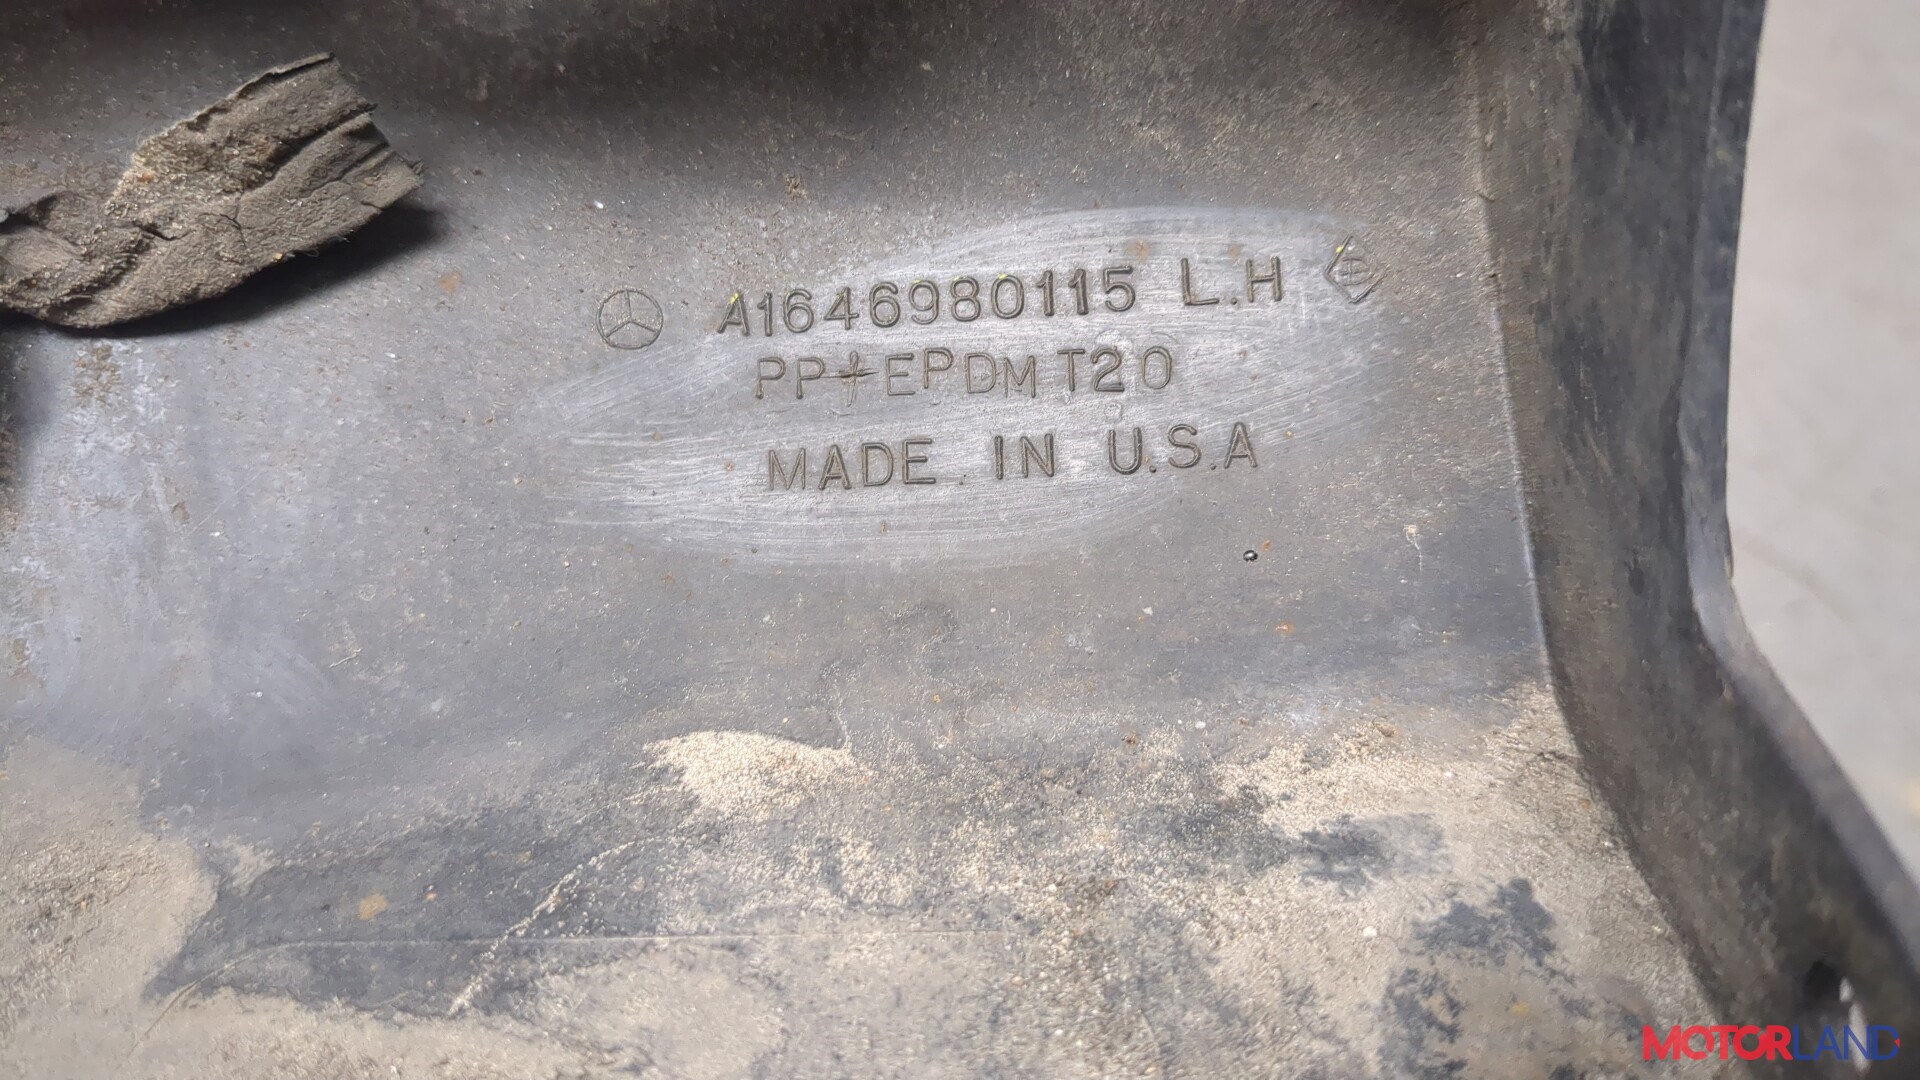 A1646980115 L.H
PP+EPDM T20
MADE IN U.S.A
MOTORLAND